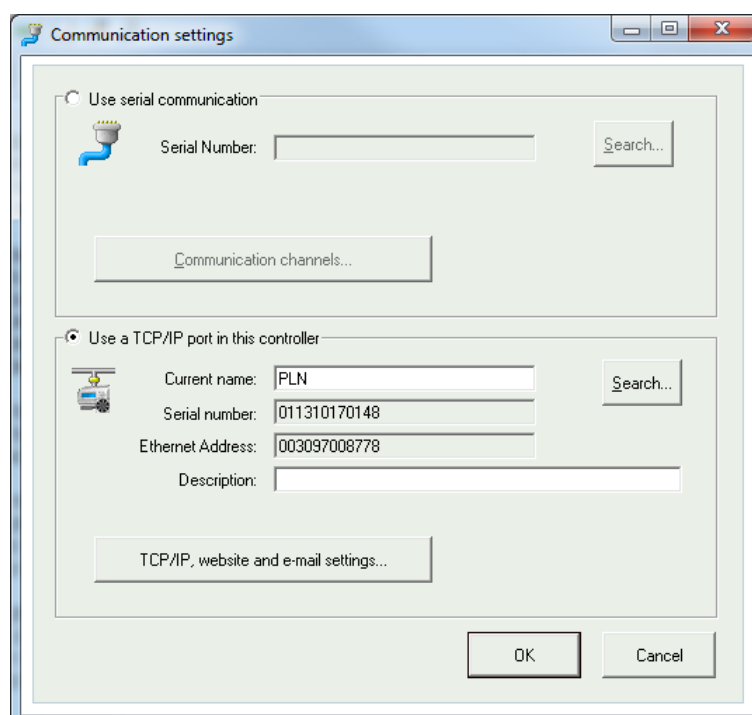 Communication settings
Use serial communication
Serial Number:
Search...
Communication channels...
Use a TCP/IP port in this controller
Current name: PLN
Search...
Serial number: 011310170148
Ethernet Address: 003097008778
Description:
TCP/IP, website and e-mail settings...
OK
Cancel